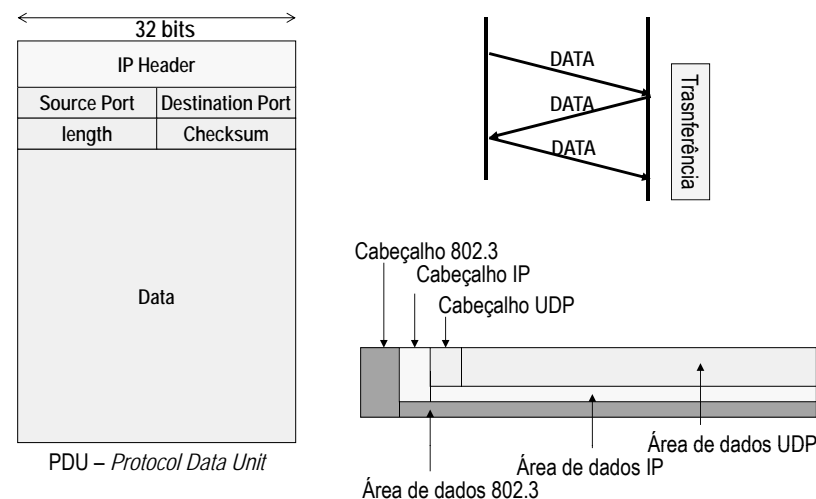 32 bits
IP Header
Source Port
Destination Port
length
Checksum
Data
PDU – Protocol Data Unit
DATA
DATA
DATA
Trasnferência
Cabeçalho 802.3
Cabeçalho IP
Cabeçalho UDP
Área de dados UDP
Área de dados IP
Área de dados 802.3